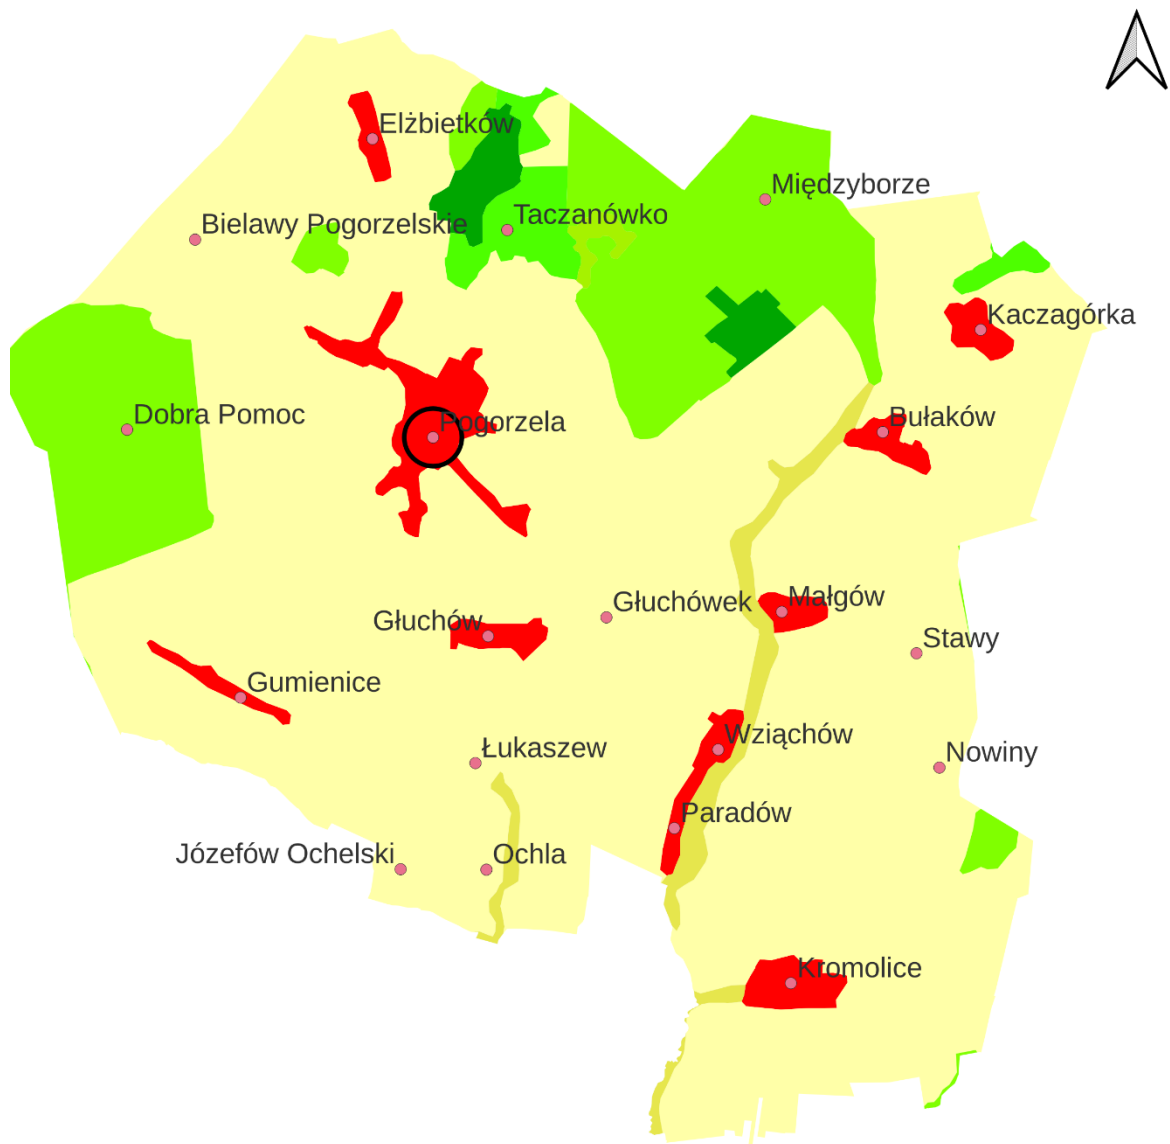 Elżbietków
Międzyborze
Taczanówko
Bielawy Pogorzelskie
Kaczagórka
Dobra Pomoc
Bułaków
Pogorzela
Małgów
Głuchówek
Głuchów
Stawy
Gumienice
Wziąchów
Łukaszew
Nowiny
Paradów
Józefów Ochelski
Ochla
Kromolice